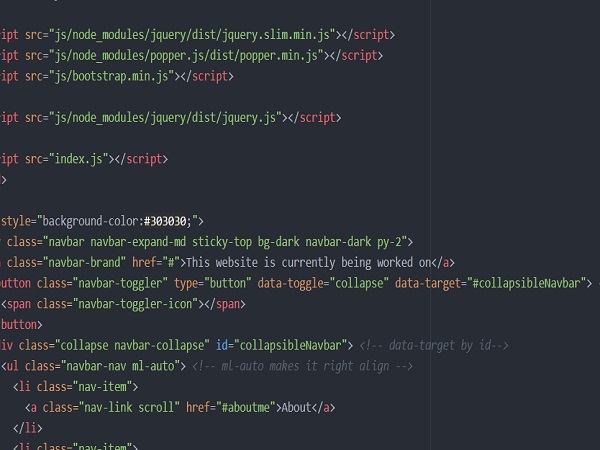 ipt src="js/node_modules/jquery/dist/jquery.slim.min.js"></script>
ipt src="js/node_modules/popper.js/dist/popper.min.js"></script>
ipt src="js/bootstrap.min.js"></script>
ipt src="js/node_modules/jquery/dist/jquery.js"></script>
ipt src="index.js"></script>
>
style="background-color:#303030;">
class="navbar navbar-expand-md sticky-top bg-dark navbar-dark py-2">
class="navbar-brand" href="#">This website is currently being worked on</a>
utton class="navbar-toggler" type="button" data-toggle="collapse" data-target="#collapsibleNavbar"> <
<span class="navbar-toggler-icon"></span>
button>
iv class="collapse navbar-collapse" id="collapsibleNavbar"> <!-- data-target by id-->
<ul class="navbar-nav ml-auto"> <!-- ml-auto makes it right align -->
<li class="nav-item">
<a class="nav-link scroll" href="#aboutme">About</a>
</li>
<li class="nav-item">